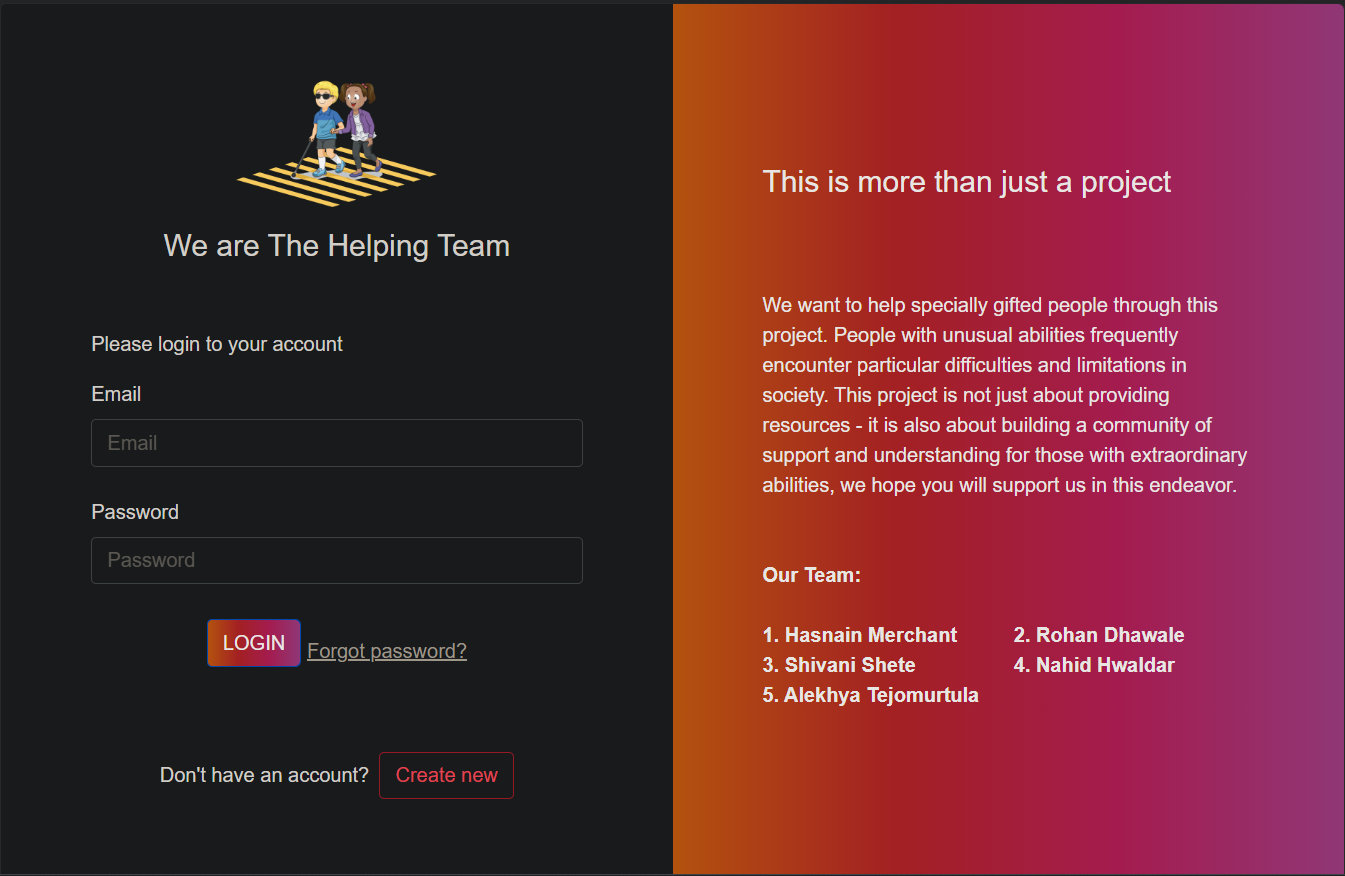 We are The Helping Team
Please login to your account
Email
Email
Password
Password
LOGIN Forgot password?
Don't have an account? Create new
This is more than just a project
We want to help specially gifted people through this
project. People with unusual abilities frequently
encounter particular difficulties and limitations in
society. This project is not just about providing
resources - it is also about building a community of
support and understanding for those with extraordinary
abilities, we hope you will support us in this endeavor.
Our Team:
1. Hasnain Merchant 2. Rohan Dhawale
3. Shivani Shete 4. Nahid Hwaldar
5. Alekhya Tejomurtula